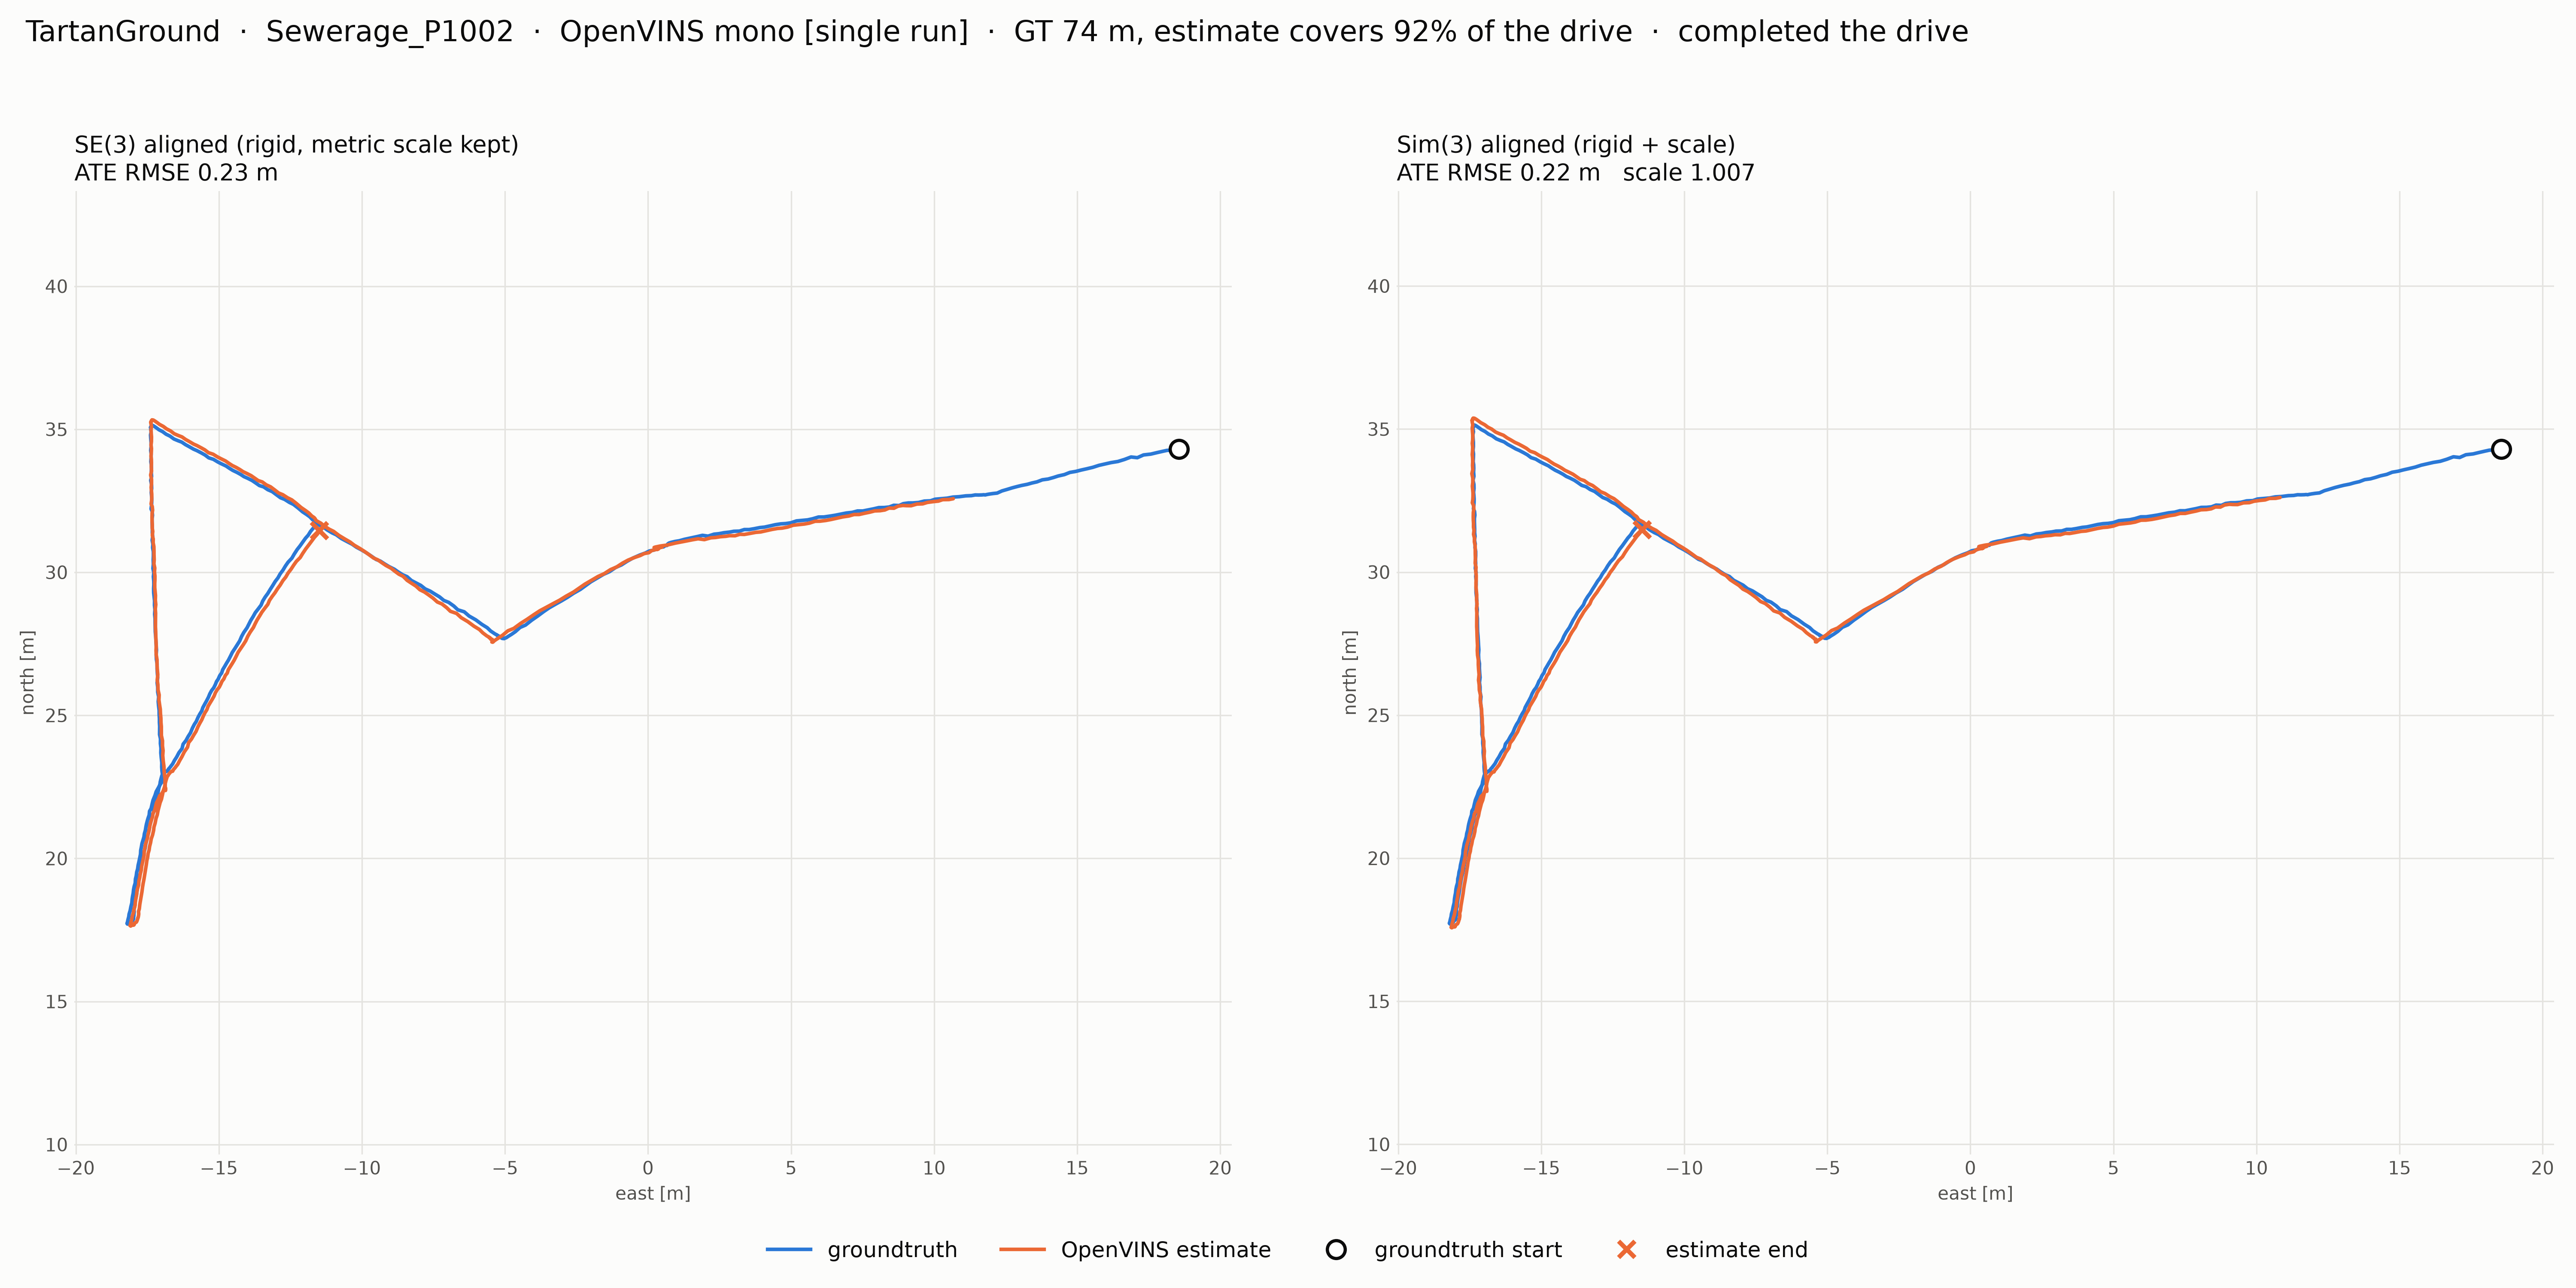 TartanGround · Sewerage_P1002 · OpenVINS mono [single run] · GT 74 m, estimate covers 92% of the drive · completed the drive
SE(3) aligned (rigid, metric scale kept)
ATE RMSE 0.23 m
40
35
30
25
20
15
10
north [m]
−20 −15 −10 −5 0 5 10 15 20
east [m]
Sim(3) aligned (rigid + scale)
ATE RMSE 0.22 m scale 1.007
40
35
30
25
20
15
10
north [m]
−20 −15 −10 −5 0 5 10 15 20
east [m]
groundtruth OpenVINS estimate groundtruth start estimate end